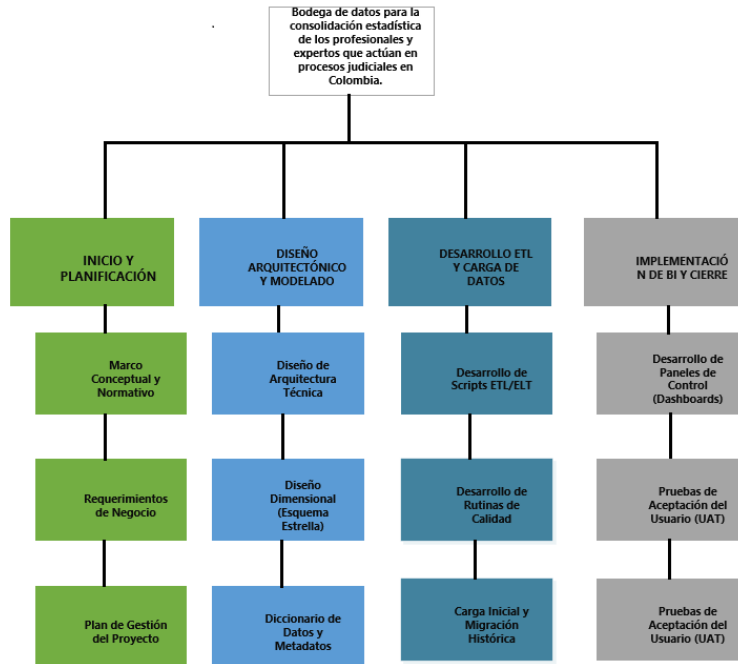 Bodega de datos para la
consolidación estadística
de los profesionales y
expertos que actúan en
procesos judiciales en
Colombia.
INICIO Y
PLANIFICACIÓN
DISEÑO
ARQUITECTÓNICO
Y MODELADO
DESARROLLO ETL
Y CARGA DE
DATOS
IMPLEMENTACIÓ
N DE BI Y CIERRE
Marco
Conceptual y
Normativo
Diseño de
Arquitectura
Técnica
Desarrollo de
Scripts ETL/ELT
Desarrollo de
Paneles de
Control
(Dashboards)
Requerimientos
de Negocio
Diseño
Dimensional
(Esquema
Estrella)
Desarrollo de
Rutinas de
Calidad
Pruebas de
Aceptación del
Usuario (UAT)
Plan de Gestión
del Proyecto
Diccionario de
Datos y
Metadatos
Carga Inicial y
Migración
Histórica
Pruebas de
Aceptación del
Usuario (UAT)